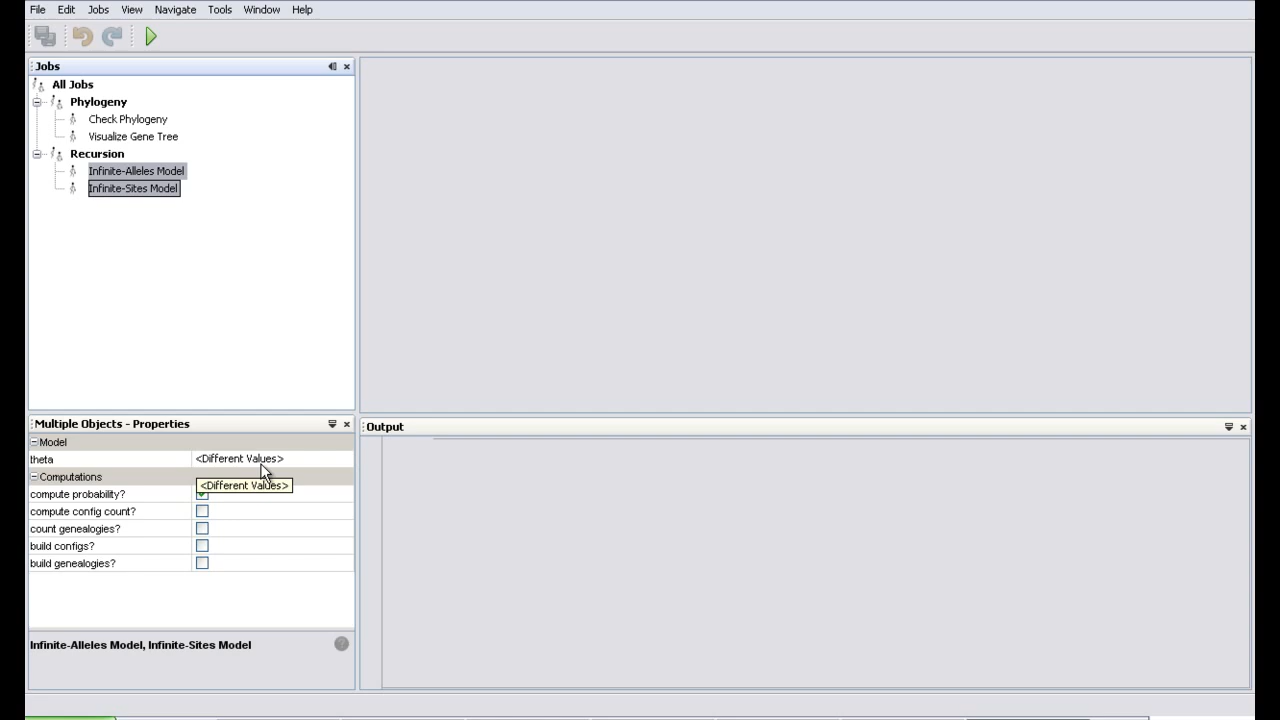 File Edit Jobs View Navigate Tools Window Help
Jobs
All Jobs
Phylogeny
Check Phylogeny
Visualize Gene Tree
Recursion
Infinite-Alleles Model
Infinite-Sites Model
Multiple Objects - Properties
Model
theta <Different Values>
Computations
<Different Values>
compute probability?
compute config count?
count genealogies?
build configs?
build genealogies?
Infinite-Alleles Model, Infinite-Sites Model
?
Output